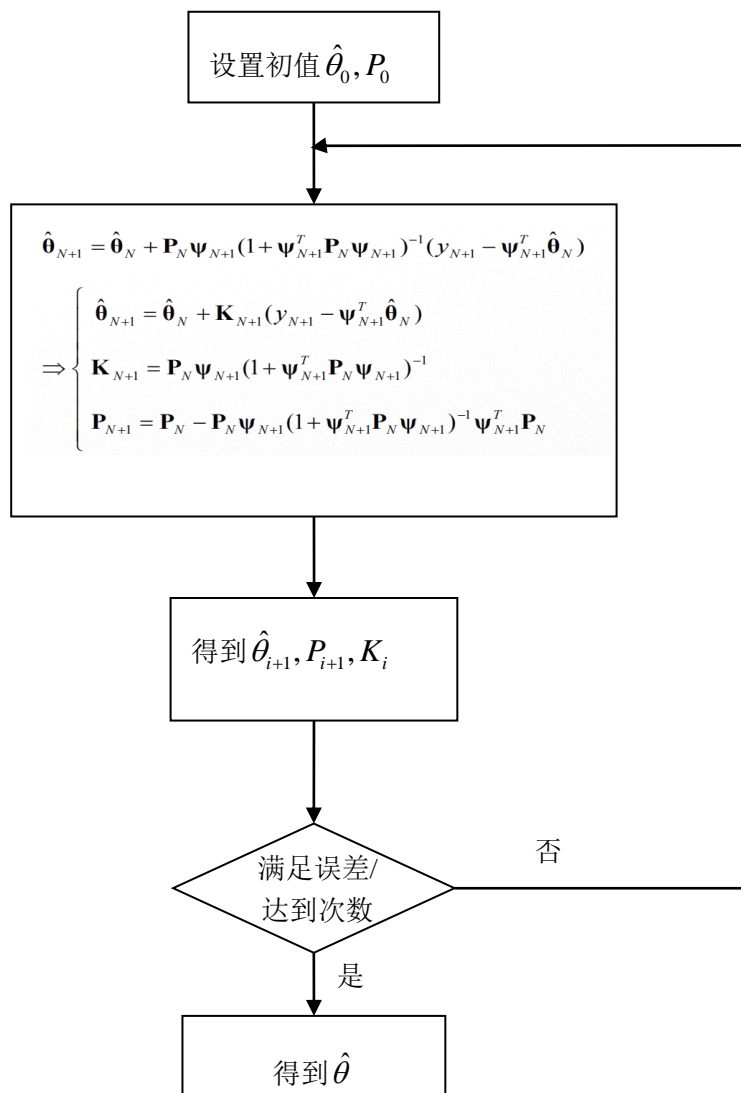 设置初值 $\hat{\theta}_0, P_0$
$\hat{\boldsymbol{\theta}}_{N+1} = \hat{\boldsymbol{\theta}}_N + \mathbf{P}_N \boldsymbol{\psi}_{N+1} (1 + \boldsymbol{\psi}_{N+1}^T \mathbf{P}_N \boldsymbol{\psi}_{N+1})^{-1} (y_{N+1} - \boldsymbol{\psi}_{N+1}^T \hat{\boldsymbol{\theta}}_N)$
$\Rightarrow \begin{cases} \hat{\boldsymbol{\theta}}_{N+1} = \hat{\boldsymbol{\theta}}_N + \mathbf{K}_{N+1} (y_{N+1} - \boldsymbol{\psi}_{N+1}^T \hat{\boldsymbol{\theta}}_N) \\
\mathbf{K}_{N+1} = \mathbf{P}_N \boldsymbol{\psi}_{N+1} (1 + \boldsymbol{\psi}_{N+1}^T \mathbf{P}_N \boldsymbol{\psi}_{N+1})^{-1} \\
\mathbf{P}_{N+1} = \mathbf{P}_N - \mathbf{P}_N \boldsymbol{\psi}_{N+1} (1 + \boldsymbol{\psi}_{N+1}^T \mathbf{P}_N \boldsymbol{\psi}_{N+1})^{-1} \boldsymbol{\psi}_{N+1}^T \mathbf{P}_N \end{cases}$
得到 $\hat{\theta}_{i+1}, P_{i+1}, K_i$
满足误差/
达到次数
否
是
得到 $\hat{\theta}$